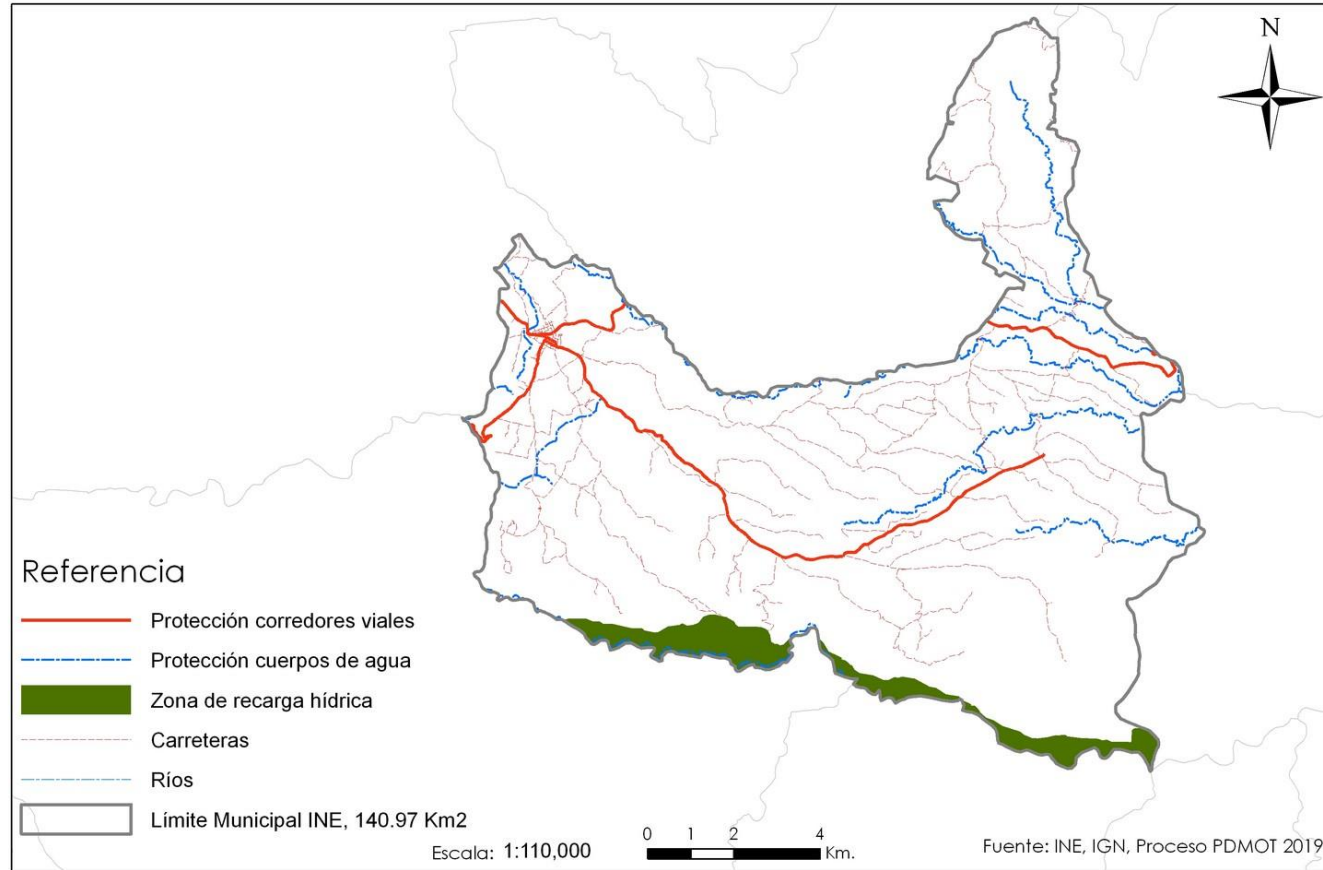 N
Referencia
Protección corredores viales
Protección cuerpos de agua
Zona de recarga hídrica
Carreteras
Ríos
Límite Municipal INE, 140.97 Km2
Escala: 1:110,000
0 1 2 4
Km.
Fuente: INE, IGN, Proceso PDMOT 2019